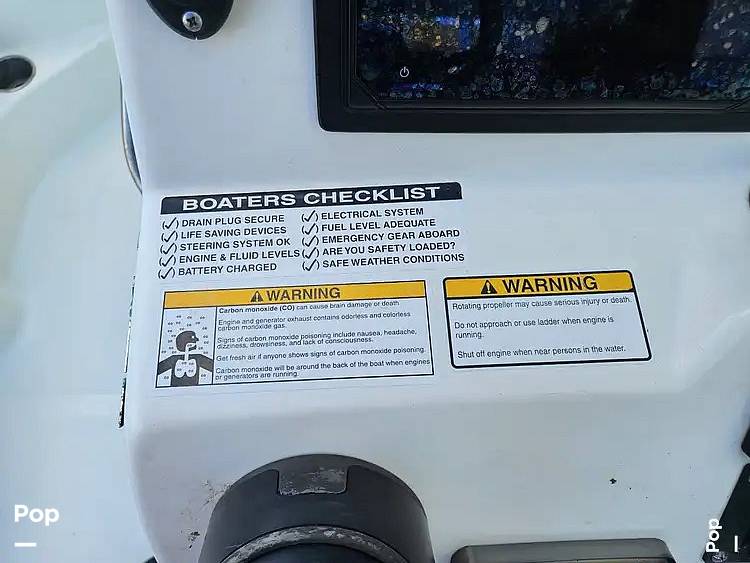 BOATERS CHECKLIST
DRAIN PLUG SECURE
LIFE SAVING DEVICES
STEERING SYSTEM OK
ENGINE & FLUID LEVELS
BATTERY CHARGED
ELECTRICAL SYSTEM
FUEL LEVEL ADEQUATE
EMERGENCY GEAR ABOARD
ARE YOU SAFETY LOADED?
SAFE WEATHER CONDITIONS
WARNING
Carbon monoxide (CO) can cause brain damage or death
Engine and generator exhaust contains odorless and colorless
carbon monoxide gas.
Signs of carbon monoxide poisoning include nausea, headache,
dizziness, drowsiness, and lack of consciousness.
Get fresh air if anyone shows signs of carbon monoxide poisoning.
Carbon monoxide will be around the back of the boat when engines
or generators are running.
WARNING
Rotating propeller may cause serious injury or death.
Do not approach or use ladder when engine is
running.
Shut off engine when near persons in the water.
Pop
Pop